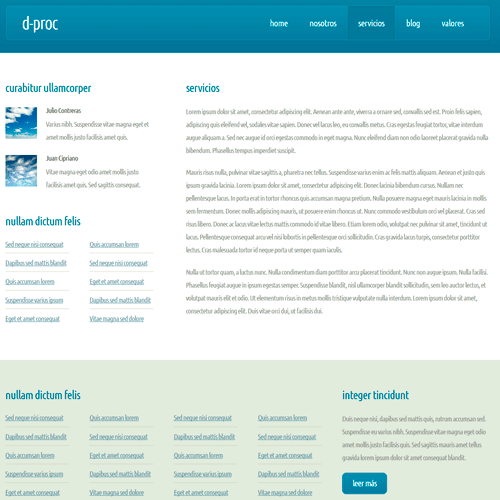 d-proc
home nosotros servicios blog valores
curabitur ullamcorper
Julio Contreras
Varius nibh. Suspendisse vitae magna eget et
amet mollis justo facilisis amet quis.
Juan Cipriano
Vitae magna eget amet mollis justo
facilisis amet quis. Sed sagittis consequat.
nullam dictum felis
Sed neque nisi consequat
Quis accumsan lorem
Dapibus sed mattis blandit
Sed neque nisi consequat
Quis accumsan lorem
Eget et amet consequat
Suspendisse varius ipsum
Dapibus sed mattis blandit
Eget et amet consequat
Vitae magna sed dolore
servicios
Lorem ipsum dolor sit amet, consectetur adipiscing elit. Aenean ante ante, viverra a ornare sed, convallis sed est. Proin felis sapien,
adipiscing quis eleifend vel, sodales vitae sapien. Donec vel lacus leo, eu convallis metus. Cras egestas feugiat tortor, vitae interdum
augue aliquam a. Sed nec augue id orci egestas commodo in eget magna. Nunc eleifend diam non odio laoreet placerat gravida nulla
bibendum. Phasellus tempus imperdiet suscipit.
Mauris risus nulla, pulvinar vitae sagittis a, pharetra nec tellus. Suspendisse varius enim ac felis mattis aliquam. Aenean et justo quis
ipsum gravida lacinia. Lorem ipsum dolor sit amet, consectetur adipiscing elit. Donec lacinia bibendum cursus. Nullam nec
pellentesque lacus. In porta erat in tortor rhoncus quis accumsan magna pretium. Nulla posuere magna eget mauris lacinia in mollis
sem fermentum. Donec mollis adipiscing mauris, ut posuere enim rhoncus ut. Nunc commodo vestibulum orci vel placerat. Cras sed
risus libero. Donec ac lacus vitae lectus mattis commodo id vitae libero. Etiam lorem odio, volutpat nec pulvinar sit amet, tincidunt ut
lacus. Pellentesque consequat arcu vel nisi lobortis in pellentesque orci sollicitudin. Cras gravida lacus turpis, consectetur porttitor
lectus. Cras malesuada tortor id neque porta ut semper quam iaculis.
Nulla ut tortor quam, a luctus nunc. Nulla condimentum diam porttitor arcu placerat tincidunt. Nunc non augue ipsum. Nulla facilisi.
Phasellus feugiat augue in ipsum egestas semper. Suspendisse blandit, nisl ullamcorper blandit sollicitudin, sem leo auctor lectus, et
volutpat mauris elit et odio. Ut elementum risus in metus mollis tristique vulputate nulla interdum. Lorem ipsum dolor sit amet,
consectetur adipiscing elit. Duis vitae orci dui, ut facilisis dui.
nullam dictum felis
Sed neque nisi consequat
Quis accumsan lorem
Sed neque nisi consequat
Quis accumsan lorem
Dapibus sed mattis blandit
Sed neque nisi consequat
Dapibus sed mattis blandit
Sed neque nisi consequat
Quis accumsan lorem
Eget et amet consequat
Quis accumsan lorem
Eget et amet consequat
Suspendisse varius ipsum
Dapibus sed mattis blandit
Suspendisse varius ipsum
Dapibus sed mattis blandit
Eget et amet consequat
Vitae magna sed dolore
Eget et amet consequat
Vitae magna sed dolore
integer tincidunt
Duis neque nisi, dapibus sed mattis quis, rutrum accumsan sed.
Suspendisse eu varius nibh. Suspendisse vitae magna eget odio
amet mollis justo facilisis quis. Sed sagittis mauris amet tellus
gravida lorem ipsum dolor sit amet consequat blandit.
leer más